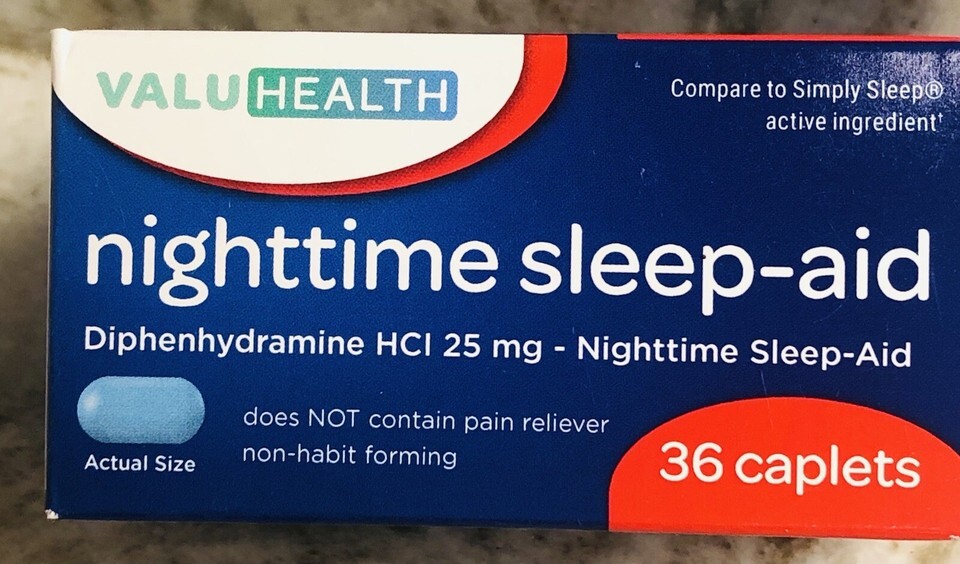 VALUHEALTH
Compare to Simply Sleep®
active ingredient†
nighttime sleep-aid
Diphenhydramine HCl 25 mg - Nighttime Sleep-Aid
does NOT contain pain reliever
non-habit forming
Actual Size
36 caplets